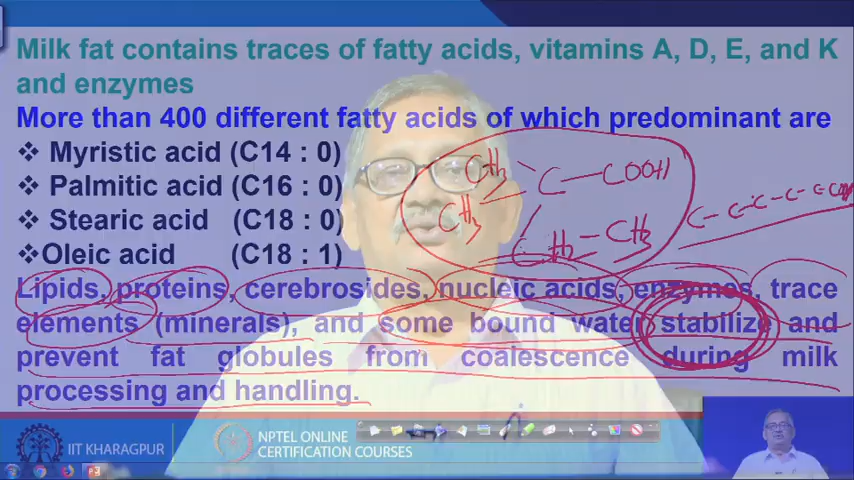 Milk fat contains traces of fatty acids, vitamins A, D, E, and K
and enzymes
More than 400 different fatty acids of which predominant are
❖ Myristic acid (C14 : 0)
❖ Palmitic acid (C16 : 0)
❖ Stearic acid (C18 : 0)
❖Oleic acid (C18 : 1)
CH3
C — COOH
CH3
CH2 — CH3
Lipids, proteins, cerebrosides, nucleic acids, enzymes, trace
elements (minerals), and some bound water stabilize and
prevent fat globules from coalescence during milk
processing and handling.
IIT KHARAGPUR
NPTEL ONLINE
CERTIFICATION COURSES